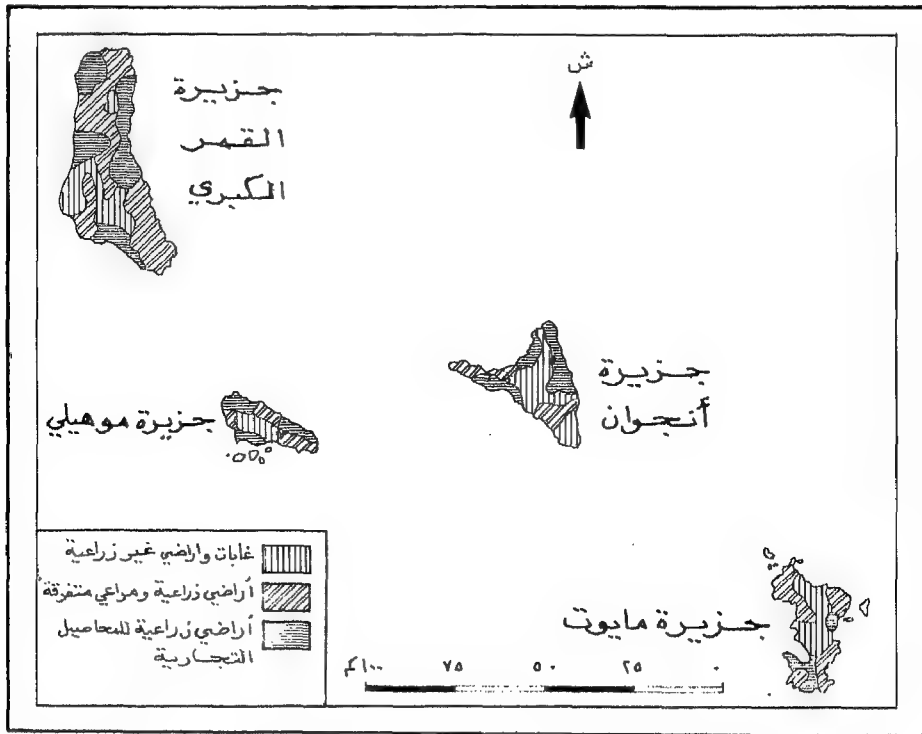 ش
جزيرة
القمر
الكبري
جزيرة
أنجوان
جزيرة موهيلي
غابات واراضي غير زراعية
أراضي زراعية ومراعي متفرقة
أراضي زراعية للمحاصيل
التجارية
جزيرة مايوت
١٠٠كم ٧٥ ٥٠ ٢٥ ٠